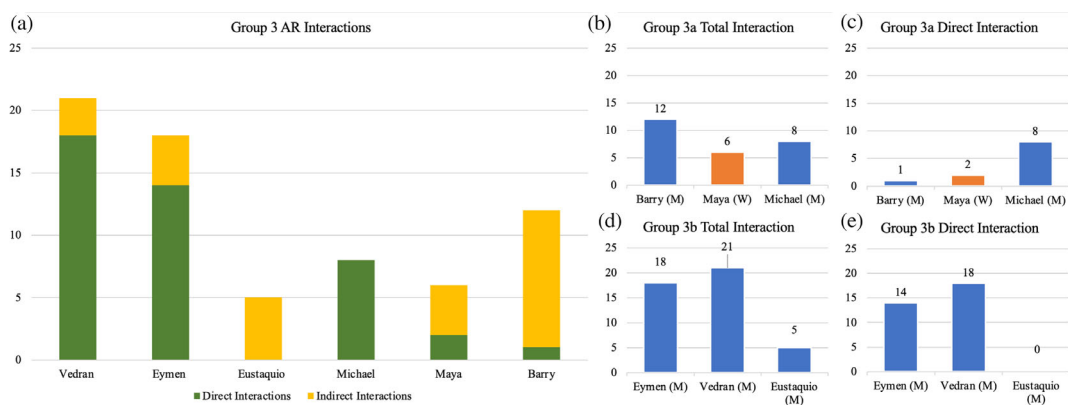 (a)
Group 3 AR Interactions
25
20
15
10
5
0
Vedran Eymen Eustaquio Michael Maya Barry
Direct Interactions Indirect Interactions
(b)
Group 3a Total Interaction
25
20
15
10
5
0
12
6
8
Barry (M) Maya (W) Michael (M)
(c)
Group 3a Direct Interaction
25
20
15
10
5
0
1
2
8
Barry (M) Maya (W) Michael (M)
(d)
Group 3b Total Interaction
25
20
15
10
5
0
18
21
5
Eymen (M) Vedran (M) Eustaquio
(M)
(e)
Group 3b Direct Interaction
25
20
15
10
5
0
14
18
0
Eymen (M) Vedran (M) Eustaquio
(M)